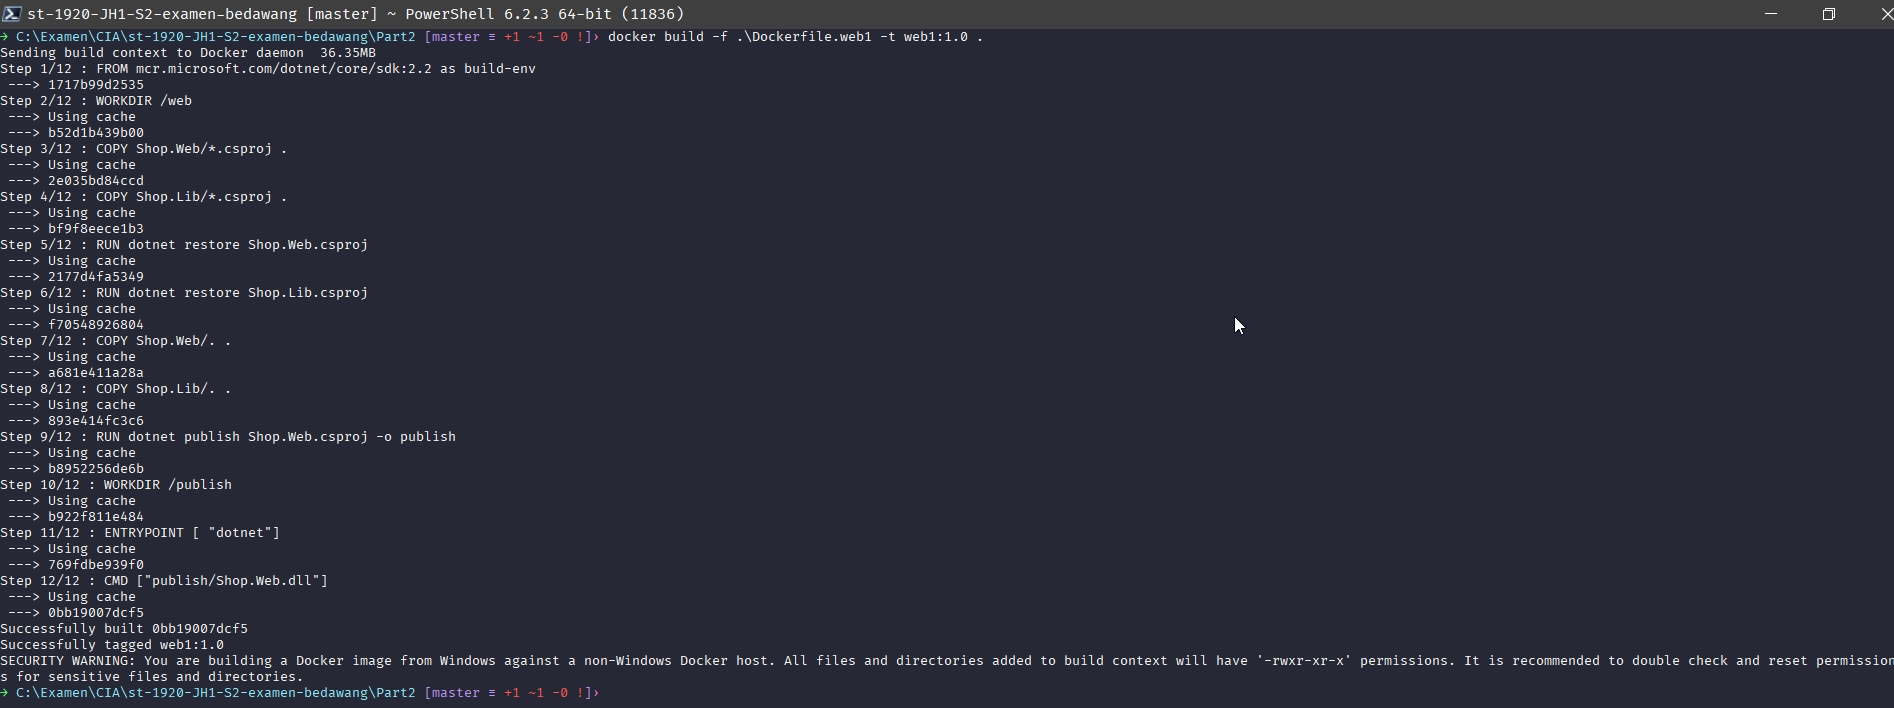 st-1920-JH1-S2-examen-bedawang [master] ~ PowerShell 6.2.3 64-bit (11836)
→ C:\Examen\CIA\st-1920-JH1-S2-examen-bedawang\Part2 [master ≡ +1 ~1 -0 !]› docker build -f .\Dockerfile.web1 -t web1:1.0 .
Sending build context to Docker daemon  36.35MB
Step 1/12 : FROM mcr.microsoft.com/dotnet/core/sdk:2.2 as build-env
 ---> 1717b99d2535
Step 2/12 : WORKDIR /web
 ---> Using cache
 ---> b52d1b439b00
Step 3/12 : COPY Shop.Web/*.csproj .
 ---> Using cache
 ---> 2e035bd84ccd
Step 4/12 : COPY Shop.Lib/*.csproj .
 ---> Using cache
 ---> bf9f8eece1b3
Step 5/12 : RUN dotnet restore Shop.Web.csproj
 ---> Using cache
 ---> 2177d4fa5349
Step 6/12 : RUN dotnet restore Shop.Lib.csproj
 ---> Using cache
 ---> f70548926804
Step 7/12 : COPY Shop.Web/. .
 ---> Using cache
 ---> a681e411a28a
Step 8/12 : COPY Shop.Lib/. .
 ---> Using cache
 ---> 893e414fc3c6
Step 9/12 : RUN dotnet publish Shop.Web.csproj -o publish
 ---> Using cache
 ---> b8952256de6b
Step 10/12 : WORKDIR /publish
 ---> Using cache
 ---> b922f811e484
Step 11/12 : ENTRYPOINT [ "dotnet"]
 ---> Using cache
 ---> 769fdbe939f0
Step 12/12 : CMD ["publish/Shop.Web.dll"]
 ---> Using cache
 ---> 0bb19007dcf5
Successfully built 0bb19007dcf5
Successfully tagged web1:1.0
SECURITY WARNING: You are building a Docker image from Windows against a non-Windows Docker host. All files and directories added to build context will have '-rwxr-xr-x' permissions. It is recommended to double check and reset permission
s for sensitive files and directories.
→ C:\Examen\CIA\st-1920-JH1-S2-examen-bedawang\Part2 [master ≡ +1 ~1 -0 !]›